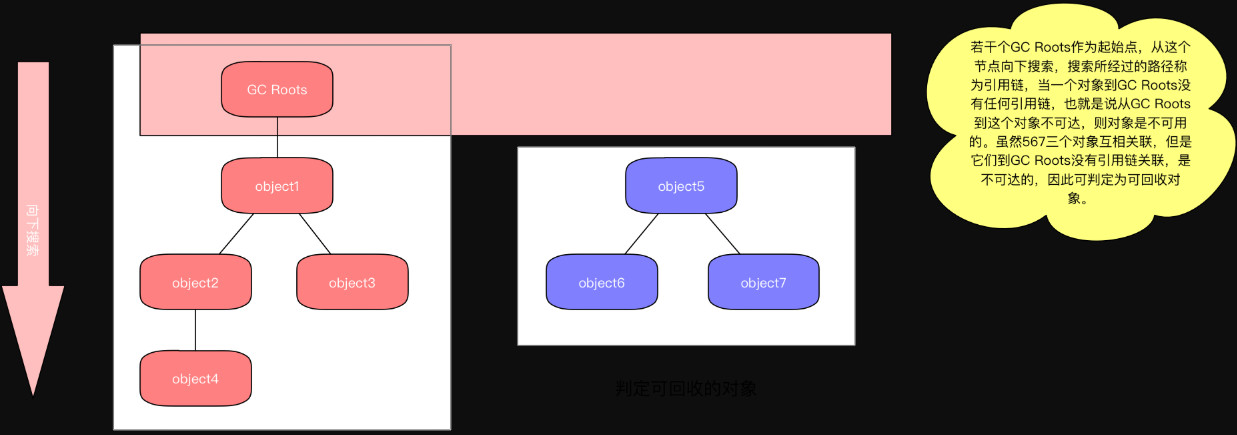 若干个GC Roots作为起始点，从这个
节点向下搜索，搜索所经过的路径称
为引用链，当一个对象到GC Roots没
有任何引用链，也就是说从GC Roots
到这个对象不可达，则对象是不可用
的。虽然567三个对象互相关联，但是
它们到GC Roots没有引用链关联，是
不可达的，因此可判定为可回收对
象。
GC Roots
object1
object5
向下搜索
object2
object3
object6
object7
object4
判定可回收的对象